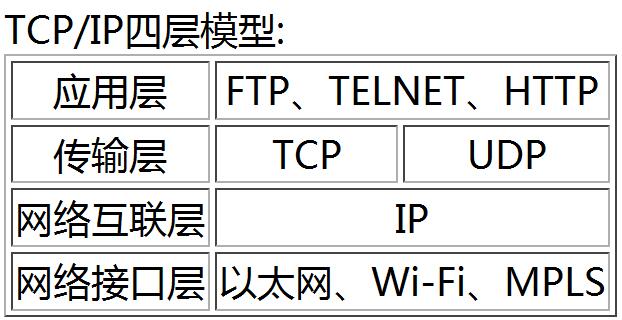 TCP/IP四层模型:
应用层 FTP、TELNET、HTTP
传输层 TCP UDP
网络互联层 IP
网络接口层 以太网、Wi-Fi、MPLS